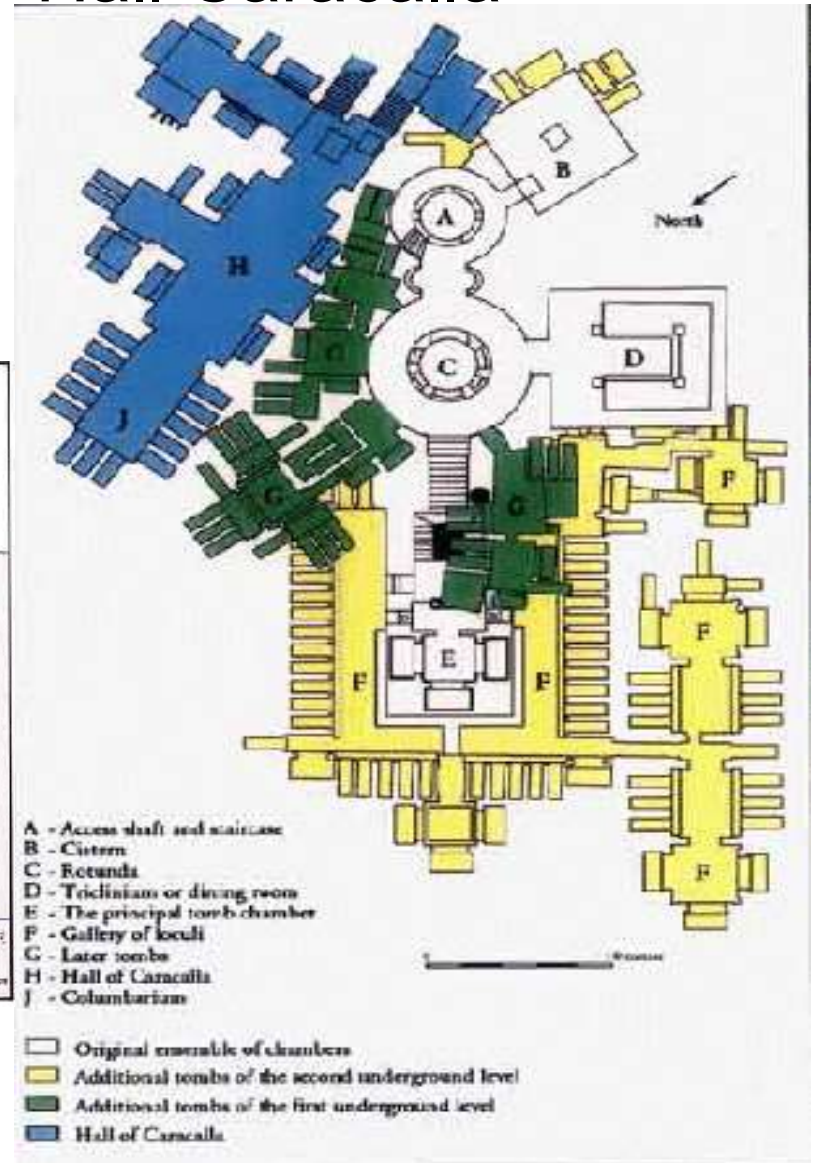 Hall Caracalla
A
B
North
H
C
D
G
J
F
G
G
F
E
F
F
F
A - Access shaft and staircase
B - Cistern
C - Rotunda
D - Triclinium or dining room
E - The principal tomb chamber
F - Gallery of loculi
G - Later tombs
H - Hall of Caracalla
J - Columbarium
Original ensemble of chambers
Additional tombs of the second underground level
Additional tombs of the first underground level
Hall of Caracalla